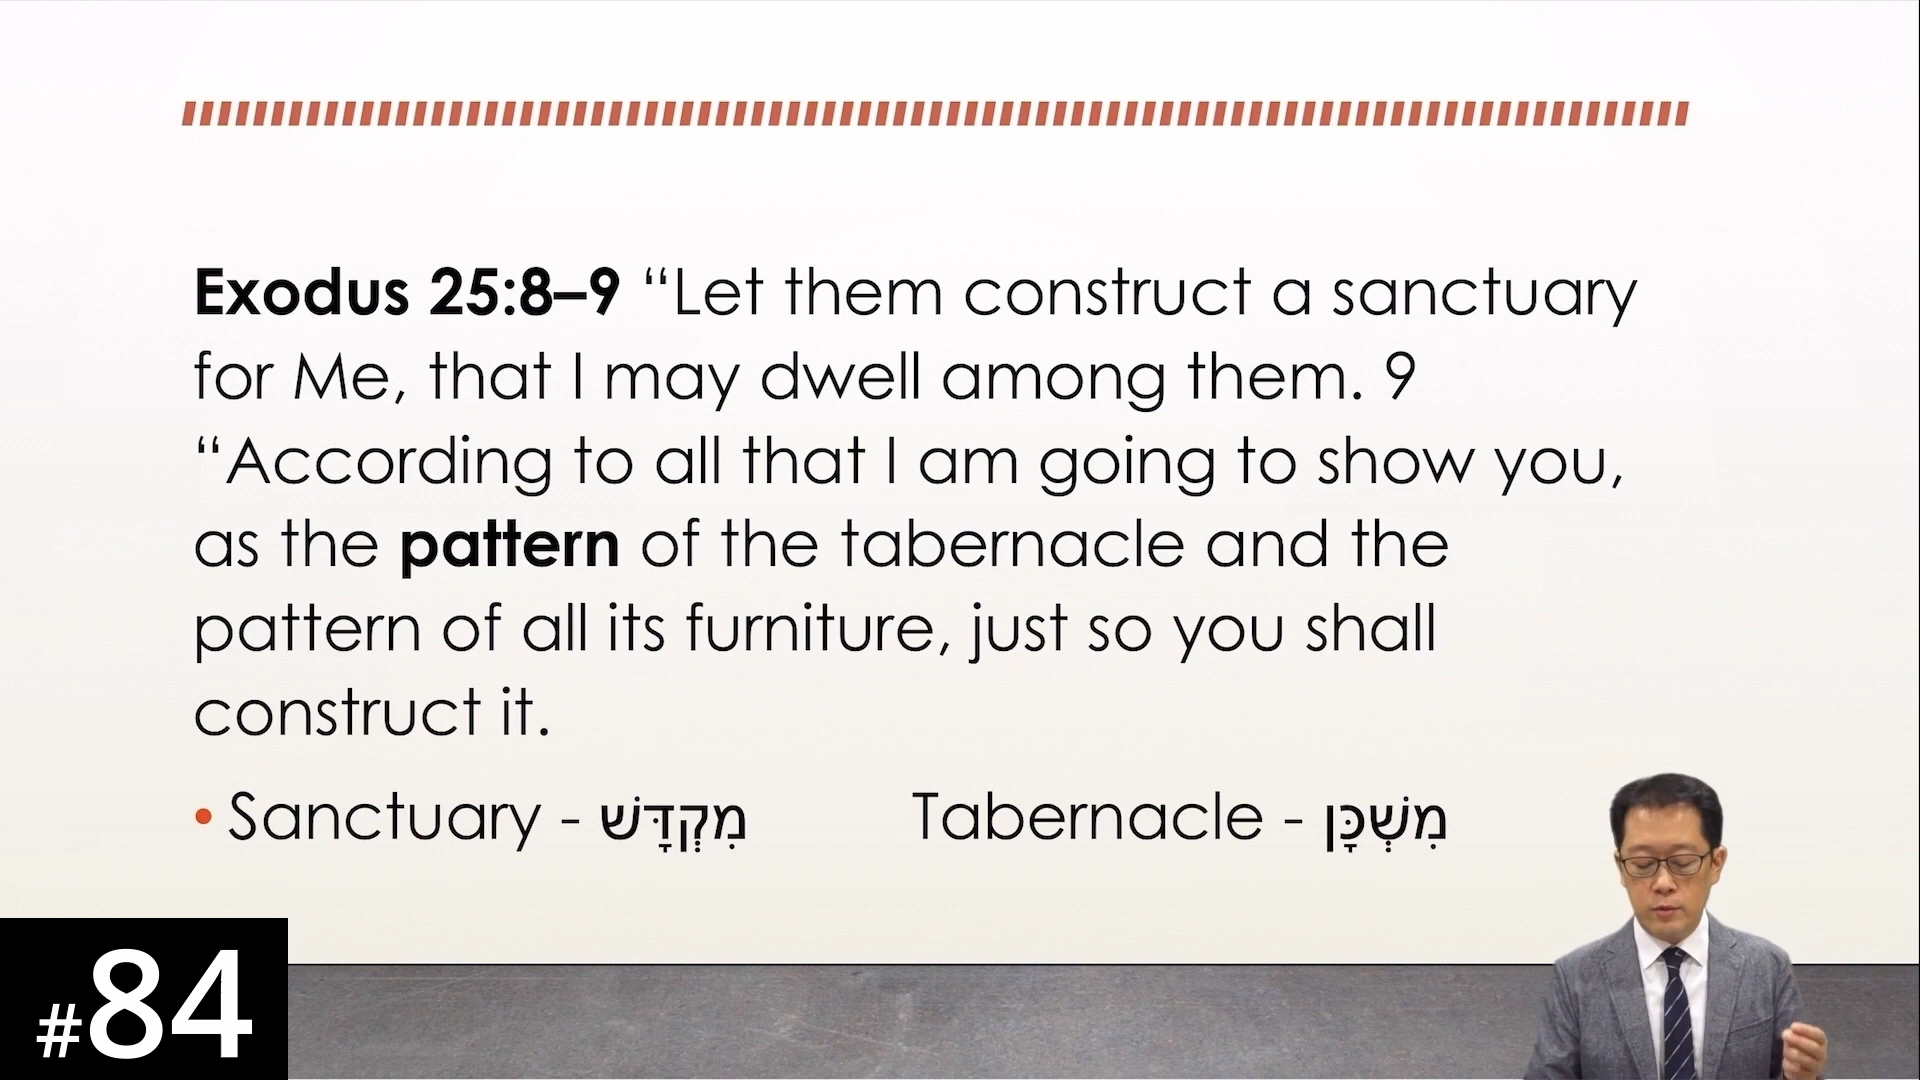 Exodus 25:8–9 “Let them construct a sanctuary
for Me, that I may dwell among them. 9
“According to all that I am going to show you,
as the pattern of the tabernacle and the
pattern of all its furniture, just so you shall
construct it.
• Sanctuary - מִקְדָּשׁ Tabernacle - מִשְׁכָּן
#84